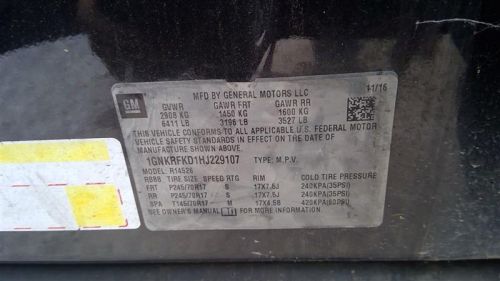 MFD BY GENERAL MOTORS LLC 11/16
GM GVWR GAWR FRT GAWR RR
2908 KG 1450 KG 1600 KG
6411 LB 3196 LB 3527 LB
THIS VEHICLE CONFORMS TO ALL APPLICABLE U.S. FEDERAL MOTOR
VEHICLE SAFETY STANDARDS IN EFFECT ON THE DATE OF
MANUFACTURE SHOWN ABOVE.
1GNKRFKD1HJ229107 TYPE: M.P.V.
MODEL: R14526
RBBB TIRE SIZE SPEED RTG RIM COLD TIRE PRESSURE
FRT P245/70R17 S 17X7.5J 240KPA(35PSI)
RR P245/70R17 S 17X7.5J 240KPA(35PSI)
SPA T145/70R17 M 17X4.5B 420KPA(60PSI)
SEE OWNER'S MANUAL FOR MORE INFORMATION.